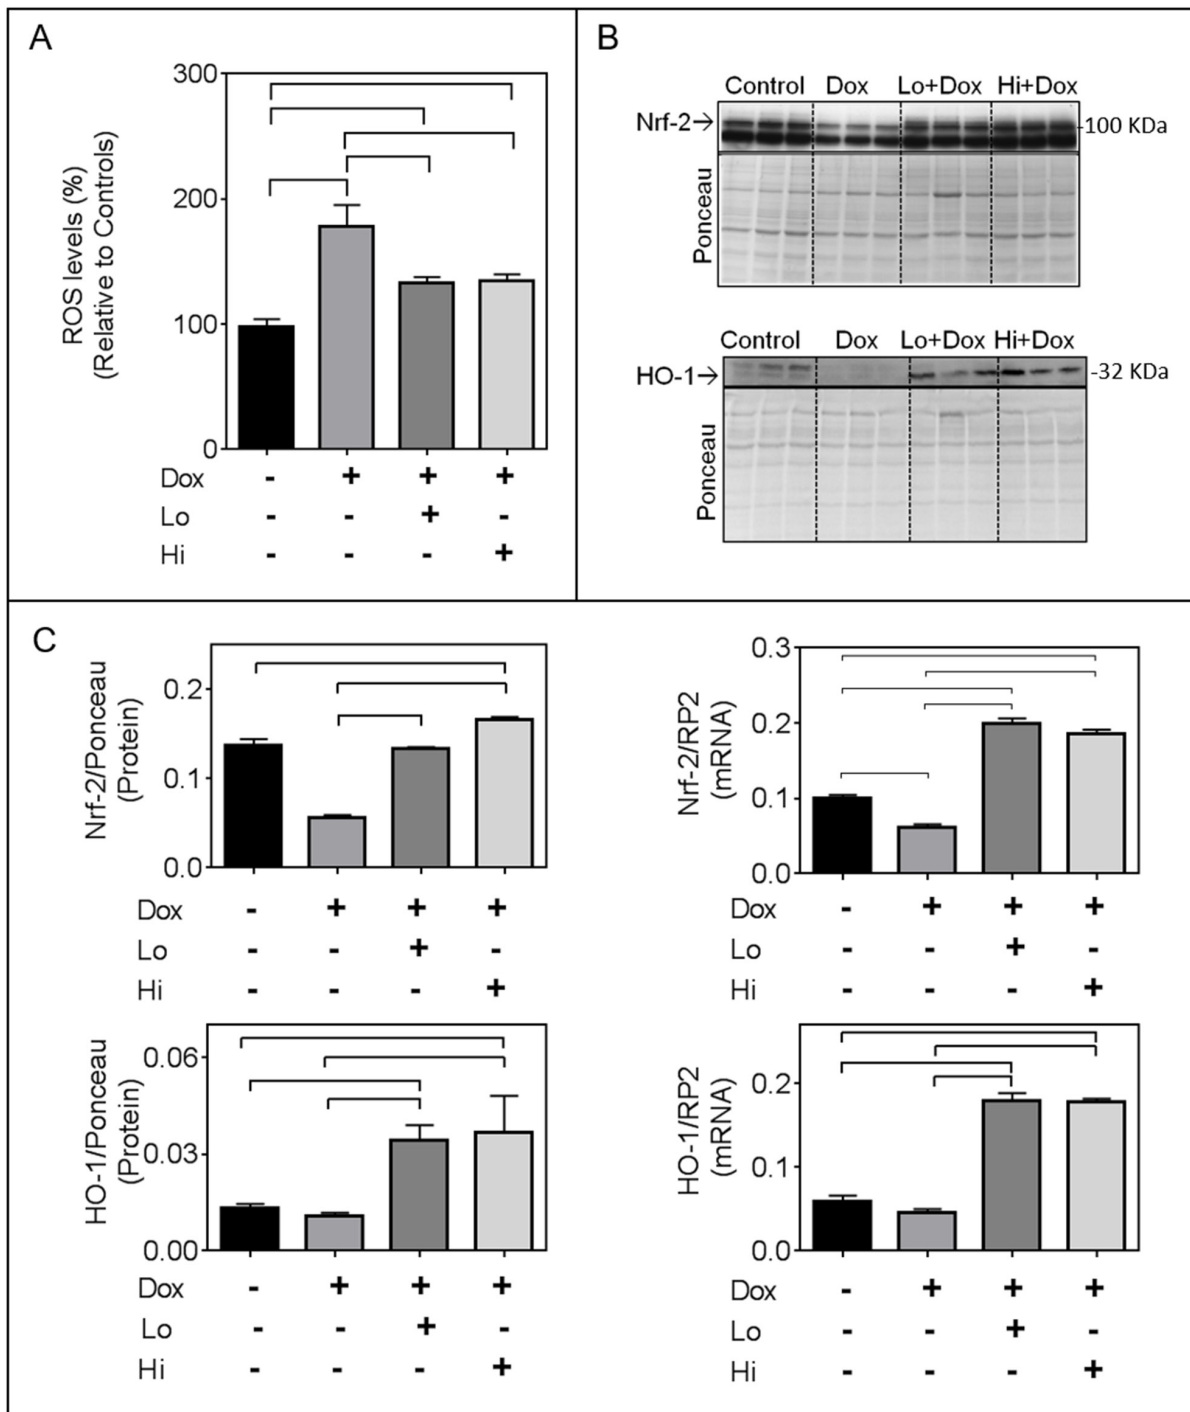 A
300
200
100
0
ROS levels (%)
(Relative to Controls)
Dox - + + +
Lo - - + -
Hi - - - +
B
Control Dox Lo+Dox Hi+Dox
Nrf-2→
-100 KDa
Ponceau
Control Dox Lo+Dox Hi+Dox
HO-1→
-32 KDa
Ponceau
C
0.2
0.1
0.0
Nrf-2/Ponceau
(Protein)
Dox - + + +
Lo - - + -
Hi - - - +
0.3
0.2
0.1
0.0
Nrf-2/RP2
(mRNA)
Dox - + + +
Lo - - + -
Hi - - - +
0.06
0.03
0.00
HO-1/Ponceau
(Protein)
Dox - + + +
Lo - - + -
Hi - - - +
0.2
0.1
0.0
HO-1/RP2
(mRNA)
Dox - + + +
Lo - - + -
Hi - - - +